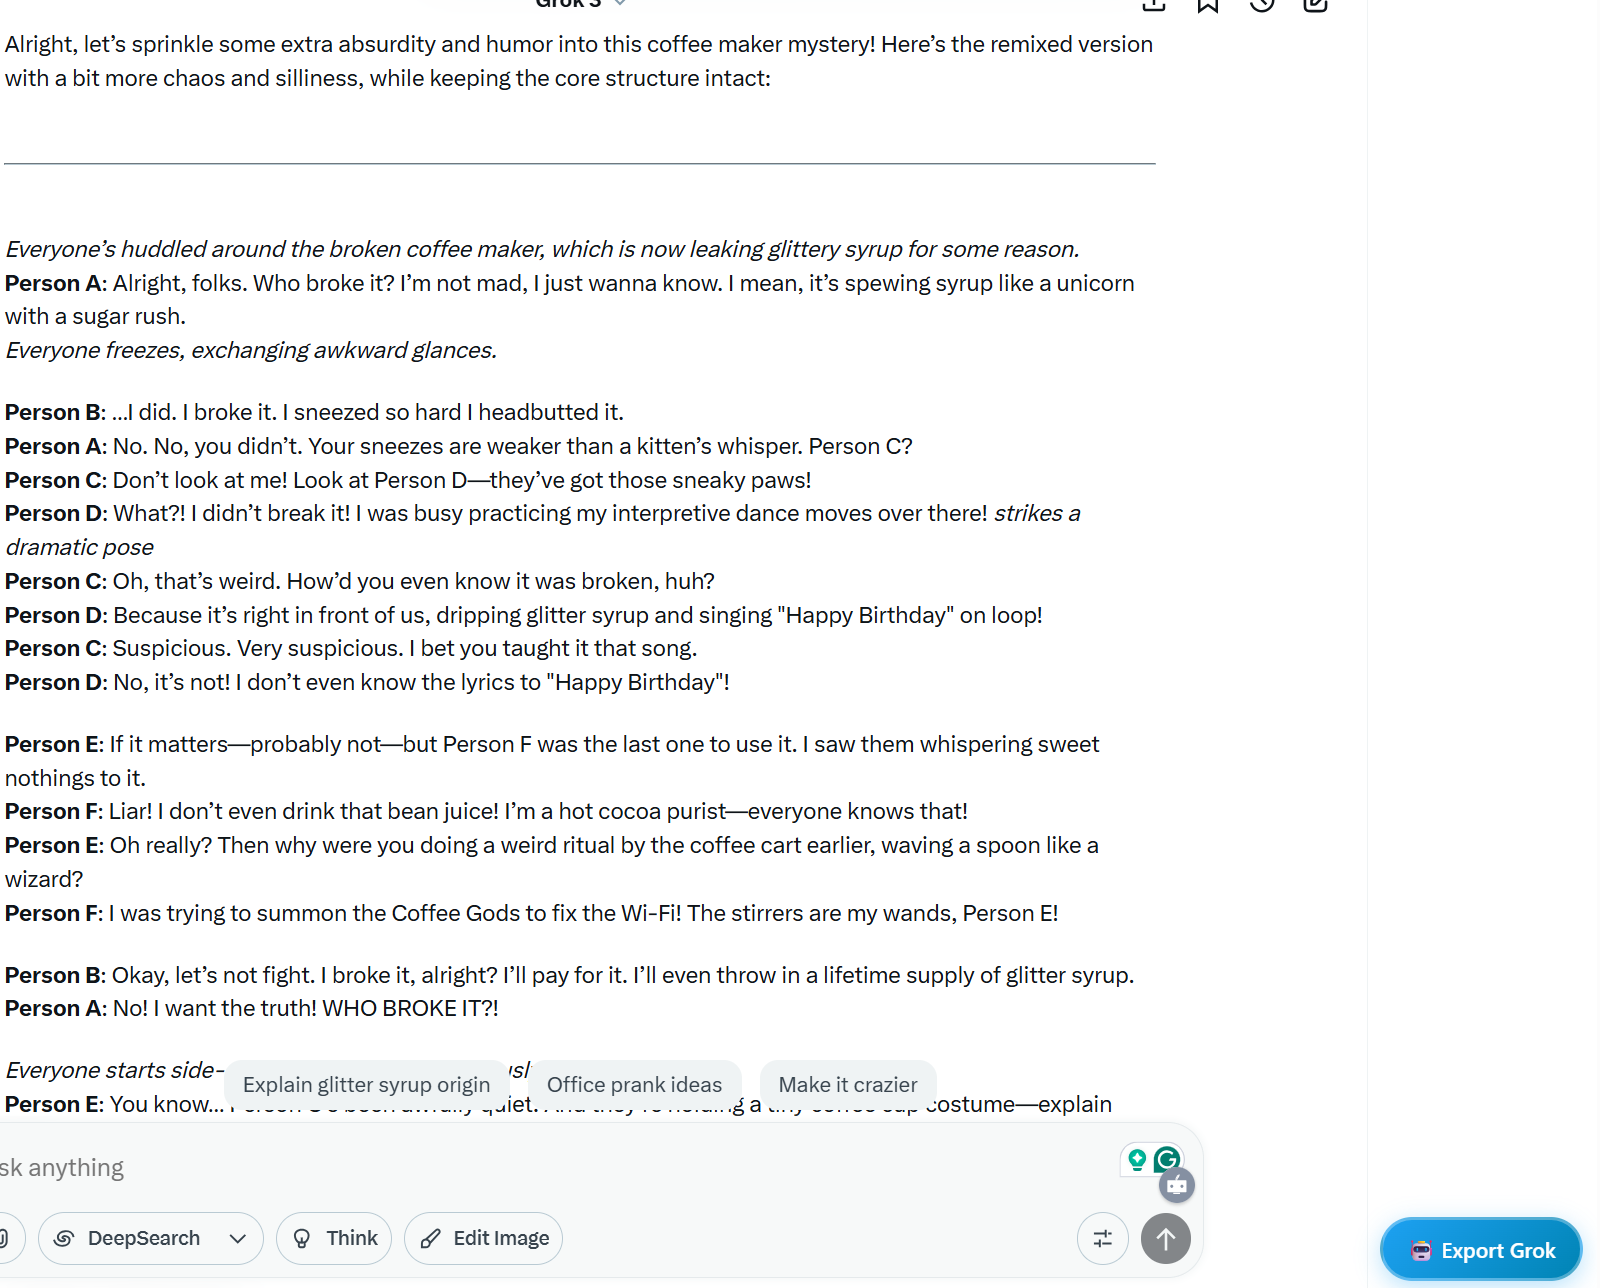 Grok 3
Alright, let’s sprinkle some extra absurdity and humor into this coffee maker mystery! Here’s the remixed version
with a bit more chaos and silliness, while keeping the core structure intact:
Everyone’s huddled around the broken coffee maker, which is now leaking glittery syrup for some reason.
Person A: Alright, folks. Who broke it? I’m not mad, I just wanna know. I mean, it’s spewing syrup like a unicorn
with a sugar rush.
Everyone freezes, exchanging awkward glances.
Person B: ...I did. I broke it. I sneezed so hard I headbutted it.
Person A: No. No, you didn’t. Your sneezes are weaker than a kitten’s whisper. Person C?
Person C: Don’t look at me! Look at Person D—they’ve got those sneaky paws!
Person D: What?! I didn’t break it! I was busy practicing my interpretive dance moves over there! strikes a
dramatic pose
Person C: Oh, that’s weird. How’d you even know it was broken, huh?
Person D: Because it’s right in front of us, dripping glitter syrup and singing "Happy Birthday" on loop!
Person C: Suspicious. Very suspicious. I bet you taught it that song.
Person D: No, it’s not! I don’t even know the lyrics to "Happy Birthday"!
Person E: If it matters—probably not—but Person F was the last one to use it. I saw them whispering sweet
nothings to it.
Person F: Liar! I don’t even drink that bean juice! I’m a hot cocoa purist—everyone knows that!
Person E: Oh really? Then why were you doing a weird ritual by the coffee cart earlier, waving a spoon like a
wizard?
Person F: I was trying to summon the Coffee Gods to fix the Wi-Fi! The stirrers are my wands, Person E!
Person B: Okay, let’s not fight. I broke it, alright? I’ll pay for it. I’ll even throw in a lifetime supply of glitter syrup.
Person A: No! I want the truth! WHO BROKE IT?!
Everyone starts side-
Explain glitter syrup origin Office prank ideas Make it crazier
Person E: You know... quiet. And they’re holding a tiny coffee cup costume—explain
sk anything
DeepSearch Think Edit Image
Export Grok